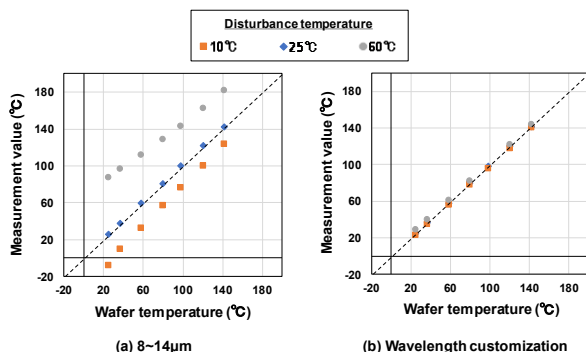 Disturbance temperature
10℃ 25℃ 60℃
Measurement value (℃)
180
140
100
60
20
-20
-20 20 60 100 140 180
Wafer temperature (℃)
(a) 8~14μm
Measurement value (℃)
180
140
100
60
20
-20
-20 20 60 100 140 180
Wafer temperature (℃)
(b) Wavelength customization